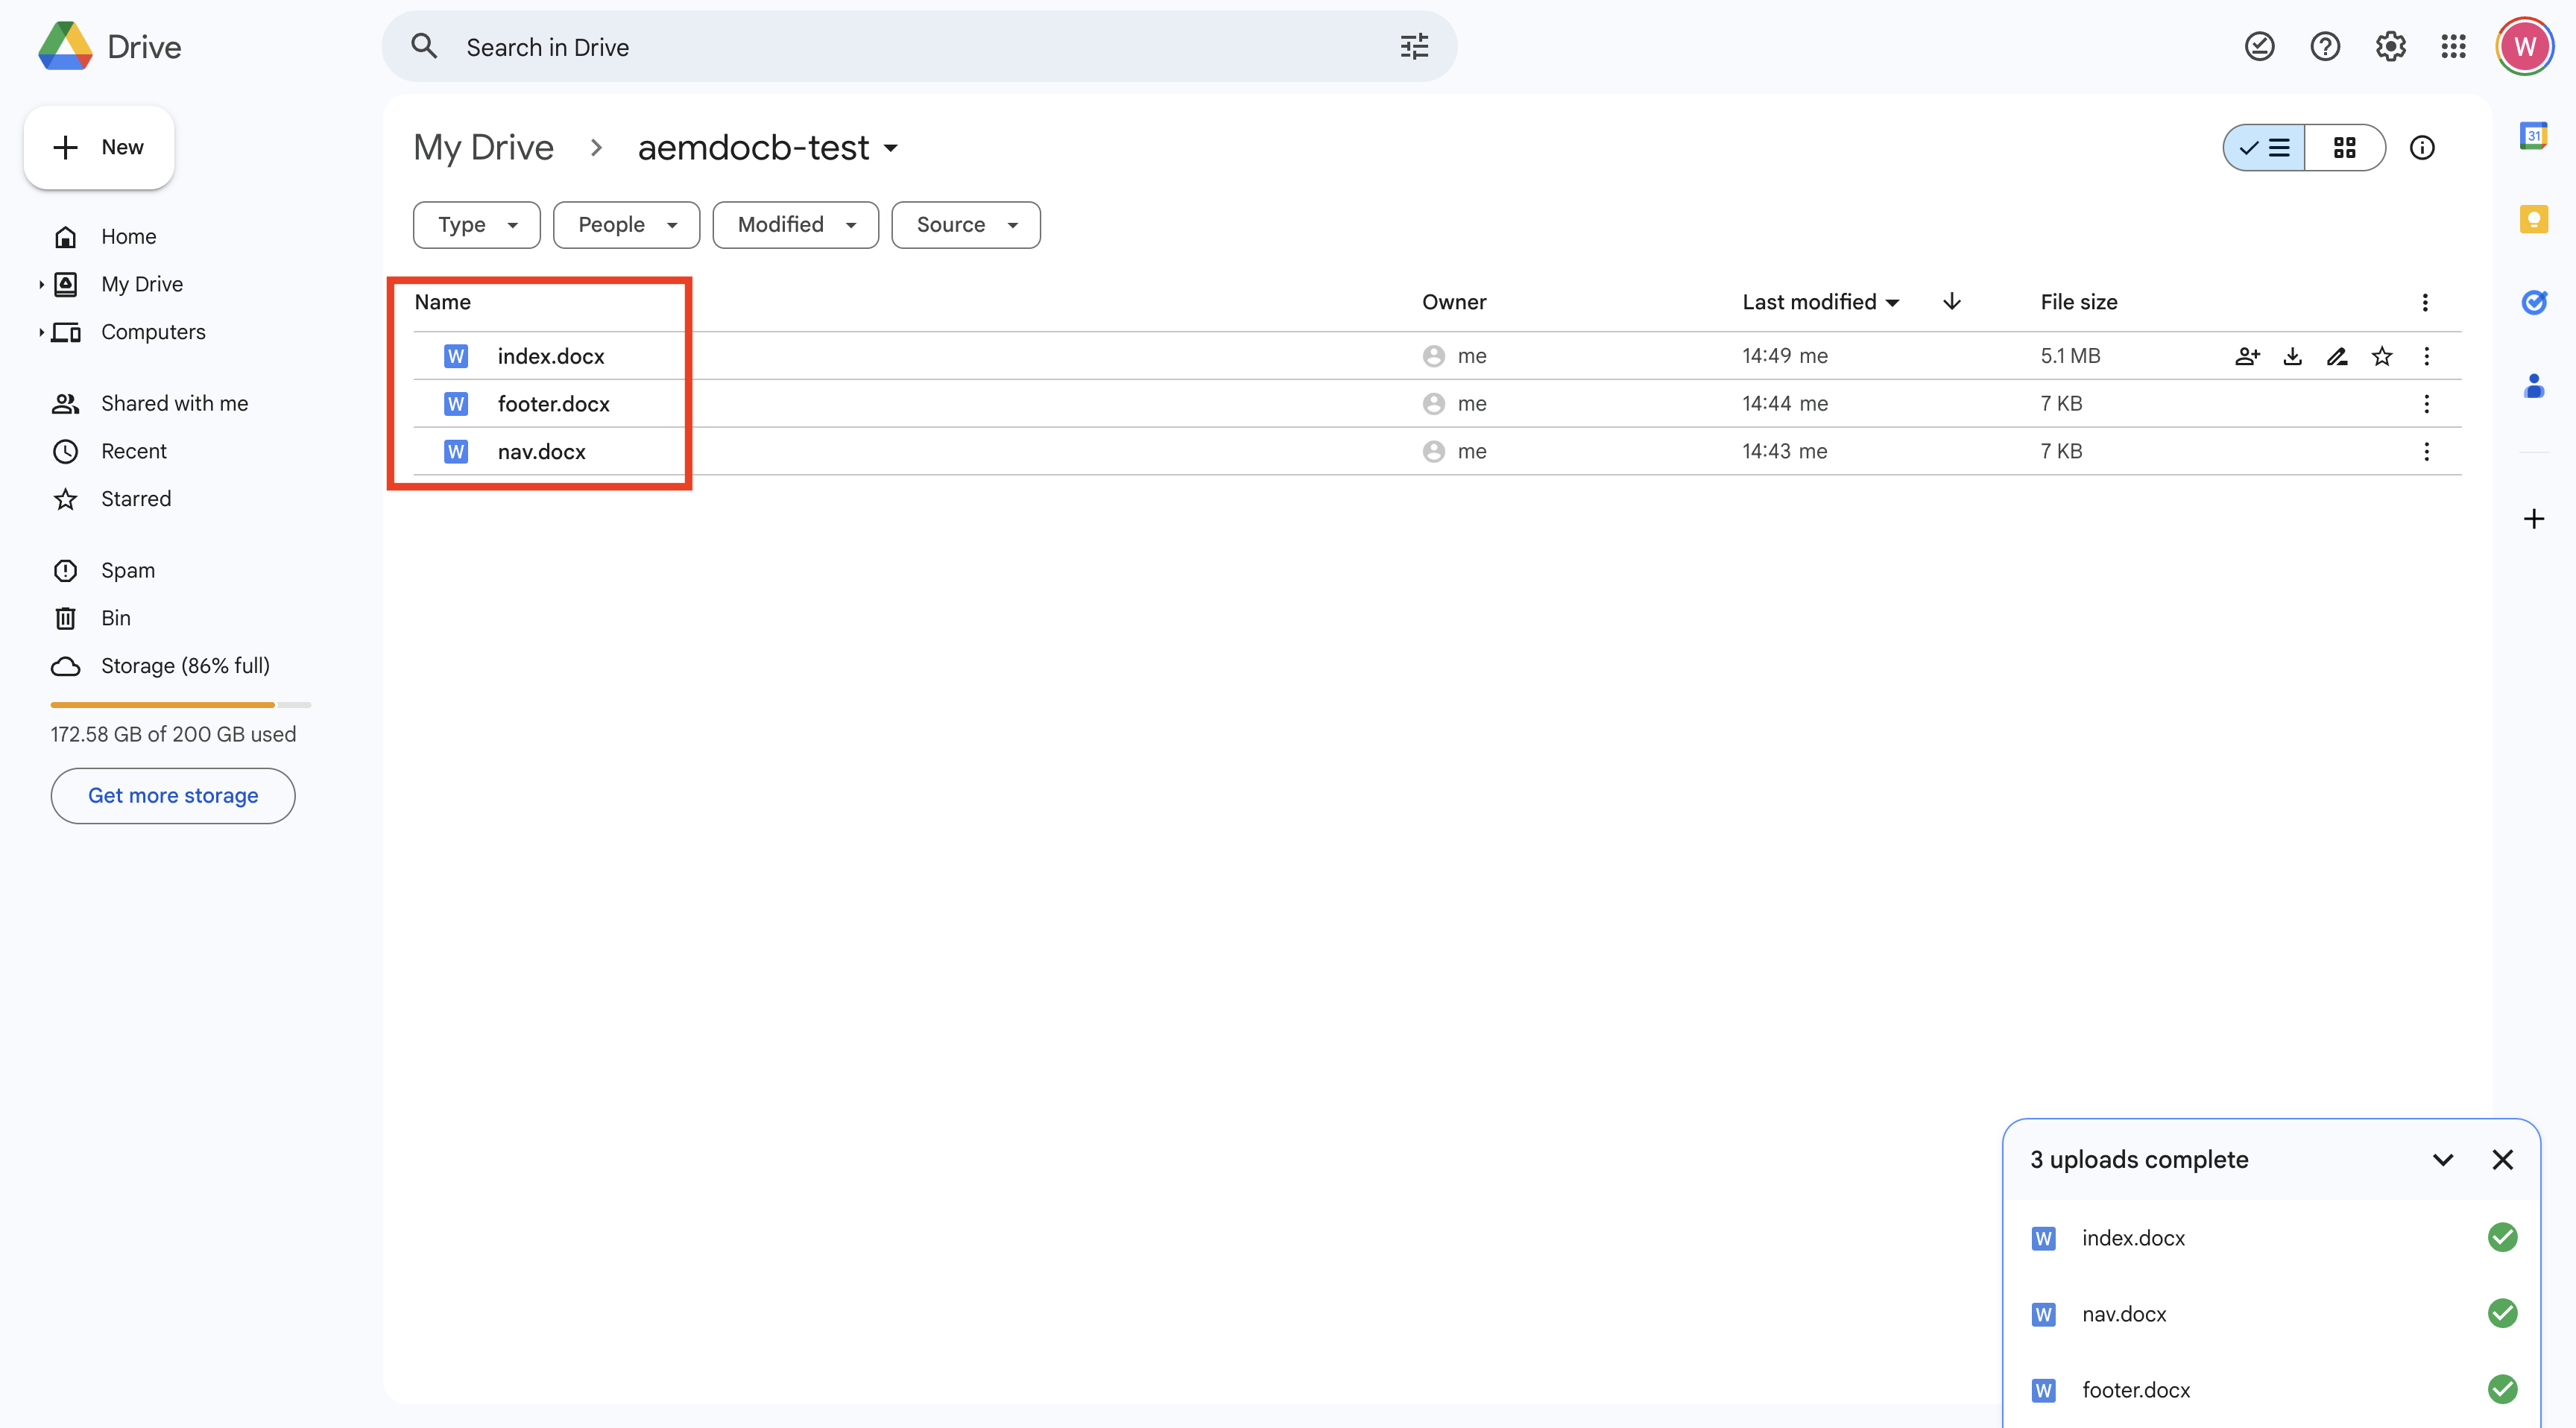 Drive
Search in Drive
W
New
My Drive
aemdocb-test
31
Type
People
Modified
Source
Home
My Drive
Computers
Shared with me
Recent
Starred
Spam
Bin
Storage (86% full)
172.58 GB of 200 GB used
Get more storage
Name Owner Last modified File size
W index.docx me 14:49 me 5.1 MB
W footer.docx me 14:44 me 7 KB
W nav.docx me 14:43 me 7 KB
3 uploads complete
W index.docx
W nav.docx
W footer.docx